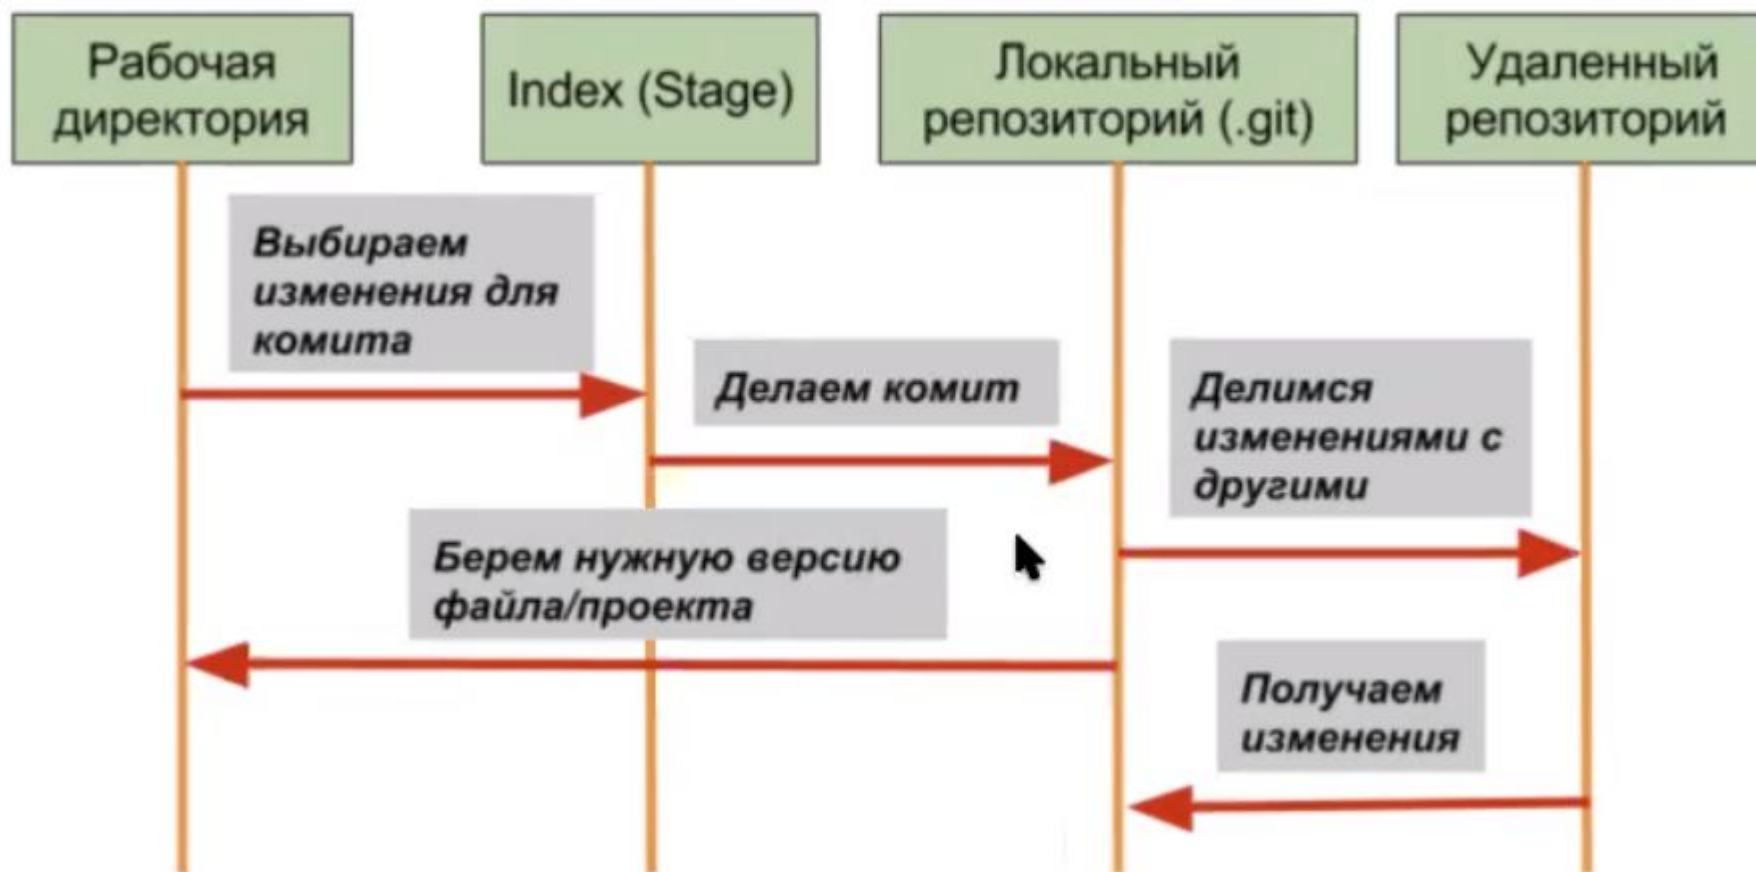 Рабочая
директория
Index (Stage)
Локальный
репозиторий (.git)
Удаленный
репозиторий
Выбираем
изменения для
комита
Делаем комит
Делимся
изменениями с
другими
Берем нужную версию
файла/проекта
Получаем
изменения